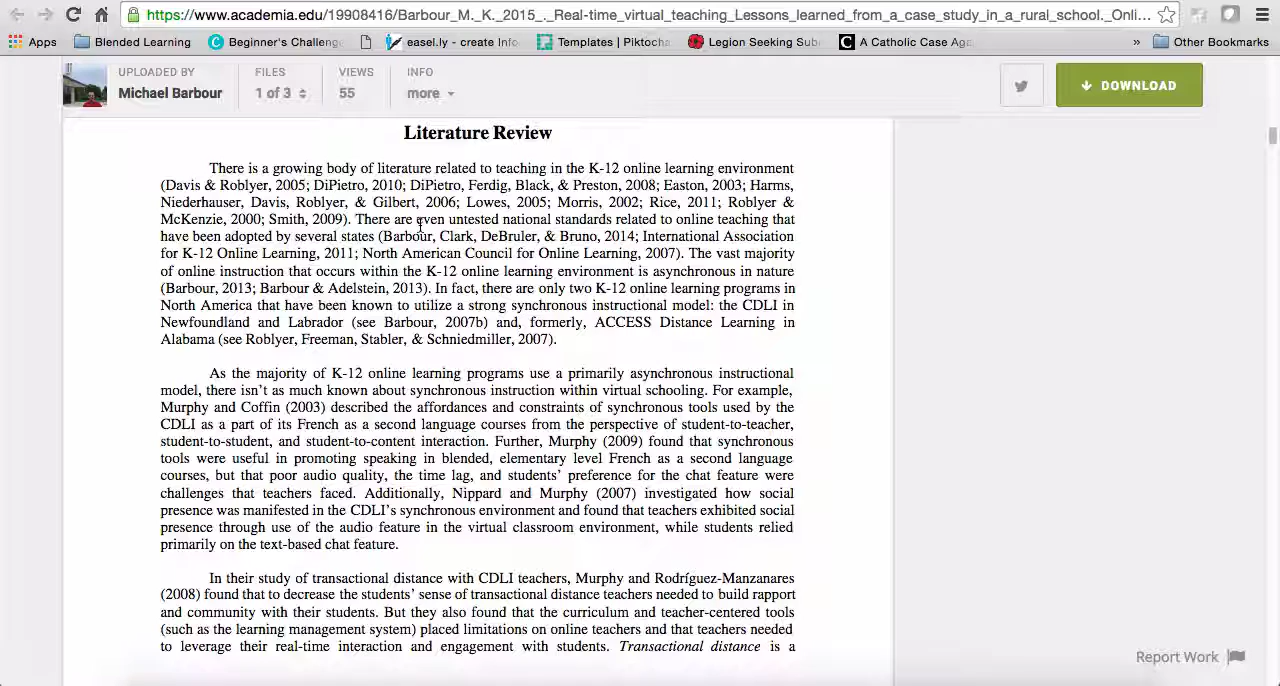 https://www.academia.edu/19908416/Barbour_M._K._2015_._Real-time_virtual_teaching_Lessons_learned_from_a_case_study_in_a_rural_school._Onli...
Apps Blended Learning Beginner's Challenge easel.ly - create Info Templates | Piktocha Legion Seeking Sub A Catholic Case Aga » Other Bookmarks
UPLOADED BY FILES VIEWS INFO
Michael Barbour 1 of 3 55 more DOWNLOAD
Literature Review
There is a growing body of literature related to teaching in the K-12 online learning environment
(Davis & Roblyer, 2005; DiPietro, 2010; DiPietro, Ferdig, Black, & Preston, 2008; Easton, 2003; Harms,
Niederhauser, Davis, Roblyer, & Gilbert, 2006; Lowes, 2005; Morris, 2002; Rice, 2011; Roblyer &
McKenzie, 2000; Smith, 2009). There are even untested national standards related to online teaching that
have been adopted by several states (Barbour, Clark, DeBruler, & Bruno, 2014; International Association
for K-12 Online Learning, 2011; North American Council for Online Learning, 2007). The vast majority
of online instruction that occurs within the K-12 online learning environment is asynchronous in nature
(Barbour, 2013; Barbour & Adelstein, 2013). In fact, there are only two K-12 online learning programs in
North America that have been known to utilize a strong synchronous instructional model: the CDLI in
Newfoundland and Labrador (see Barbour, 2007b) and, formerly, ACCESS Distance Learning in
Alabama (see Roblyer, Freeman, Stabler, & Schniedmiller, 2007).
As the majority of K-12 online learning programs use a primarily asynchronous instructional
model, there isn't as much known about synchronous instruction within virtual schooling. For example,
Murphy and Coffin (2003) described the affordances and constraints of synchronous tools used by the
CDLI as a part of its French as a second language courses from the perspective of student-to-teacher,
student-to-student, and student-to-content interaction. Further, Murphy (2009) found that synchronous
tools were useful in promoting speaking in blended, elementary level French as a second language
courses, but that poor audio quality, the time lag, and students' preference for the chat feature were
challenges that teachers faced. Additionally, Nippard and Murphy (2007) investigated how social
presence was manifested in the CDLI's synchronous environment and found that teachers exhibited social
presence through use of the audio feature in the virtual classroom environment, while students relied
primarily on the text-based chat feature.
In their study of transactional distance with CDLI teachers, Murphy and Rodríguez-Manzanares
(2008) found that to decrease the students' sense of transactional distance teachers needed to build rapport
and community with their students. But they also found that the curriculum and teacher-centered tools
(such as the learning management system) placed limitations on online teachers and that teachers needed
to leverage their real-time interaction and engagement with students. Transactional distance is a
Report Work